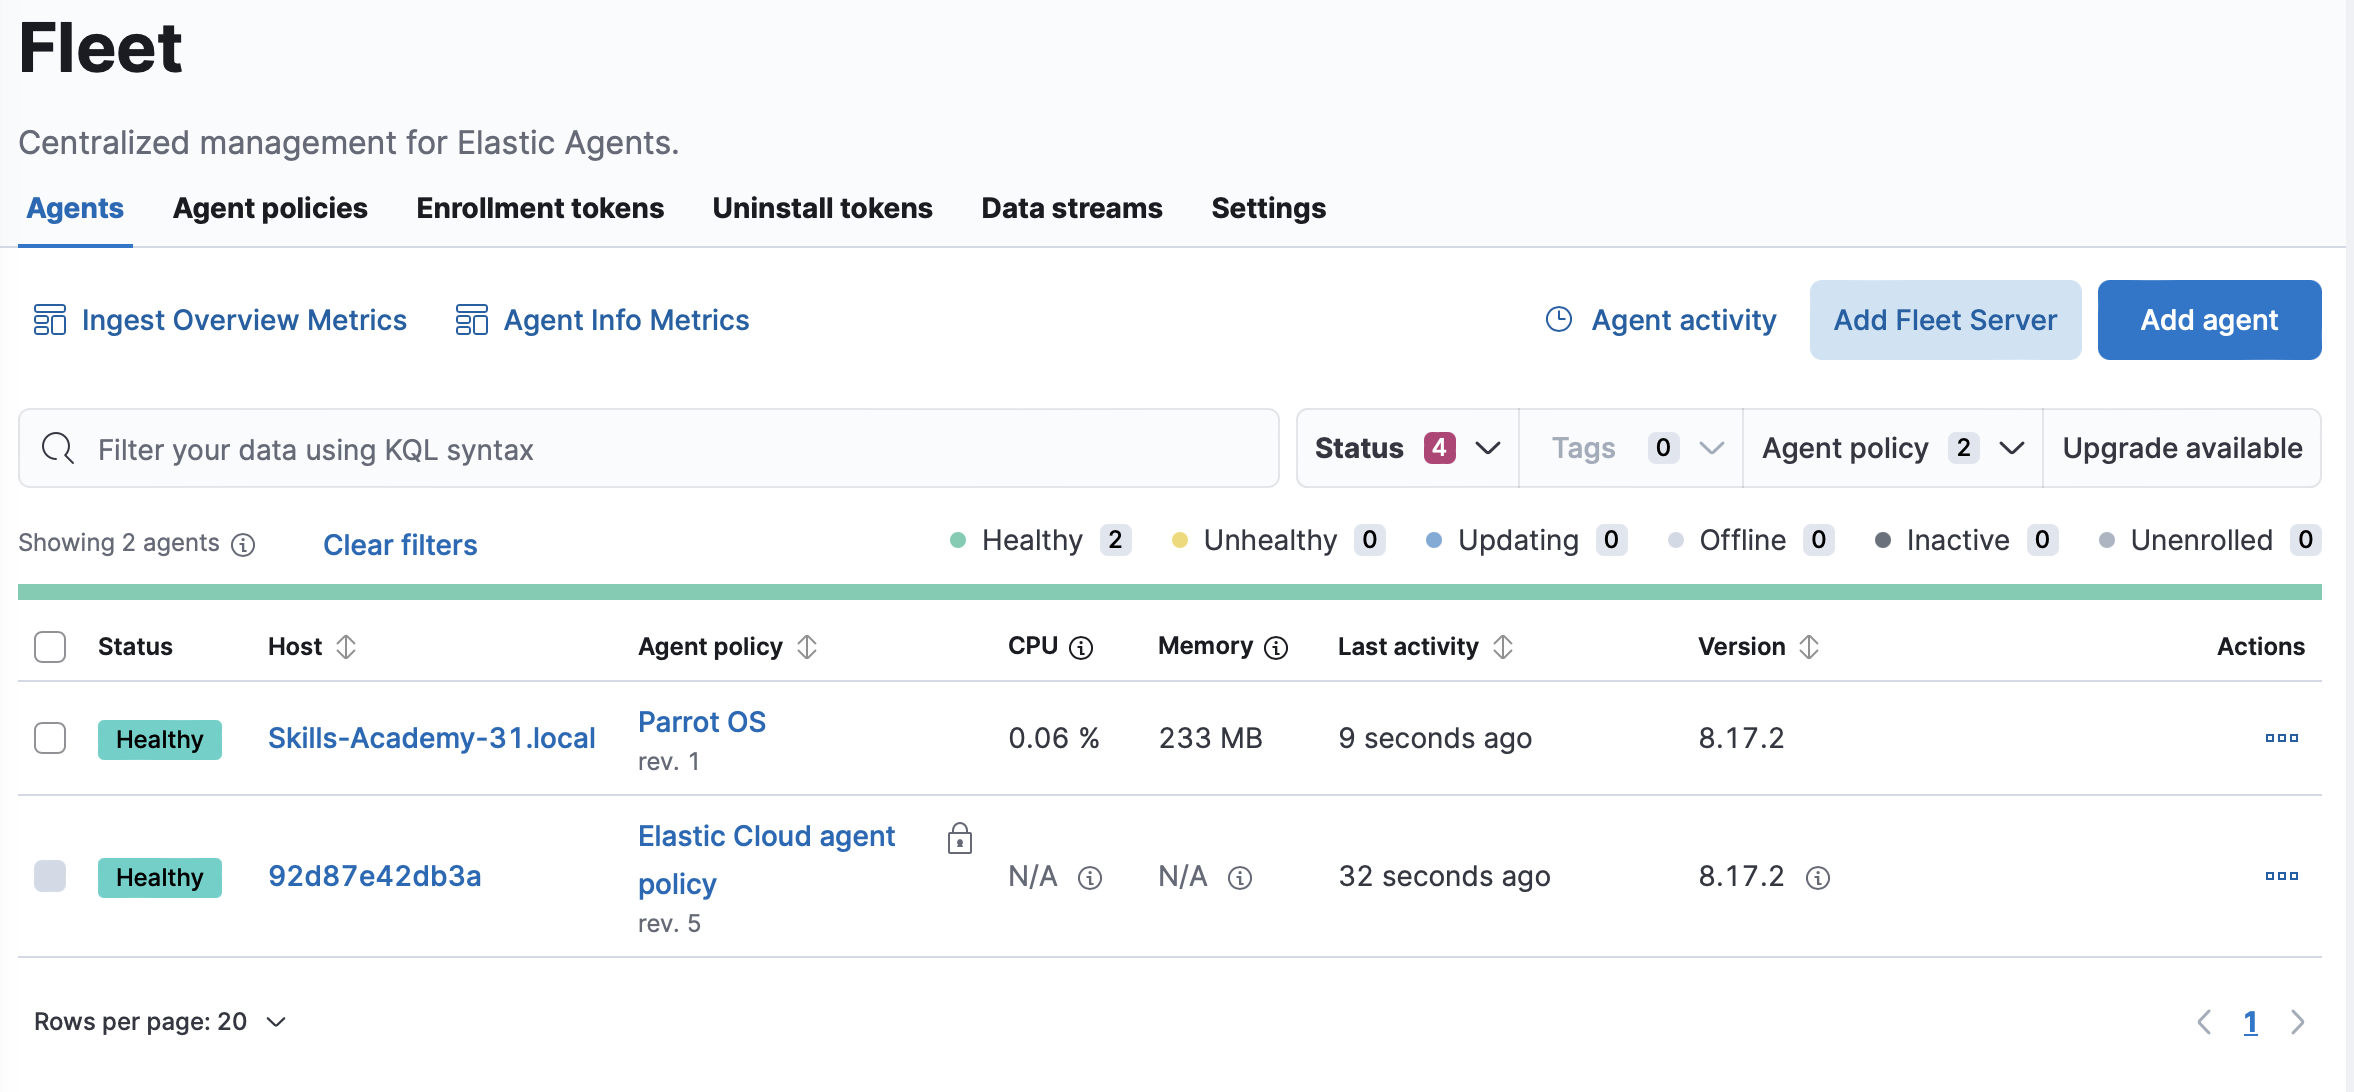 Fleet
Centralized management for Elastic Agents.
Agents Agent policies Enrollment tokens Uninstall tokens Data streams Settings
Ingest Overview Metrics Agent Info Metrics Agent activity Add Fleet Server Add agent
Filter your data using KQL syntax Status 4 Tags 0 Agent policy 2 Upgrade available
Showing 2 agents Clear filters Healthy 2 Unhealthy 0 Updating 0 Offline 0 Inactive 0 Unenrolled 0
Status Host Agent policy CPU Memory Last activity Version Actions
Healthy Skills-Academy-31.local Parrot OS 0.06 % 233 MB 9 seconds ago 8.17.2
rev. 1
Healthy 92d87e42db3a Elastic Cloud agent N/A N/A 32 seconds ago 8.17.2
policy
rev. 5
Rows per page: 20 1